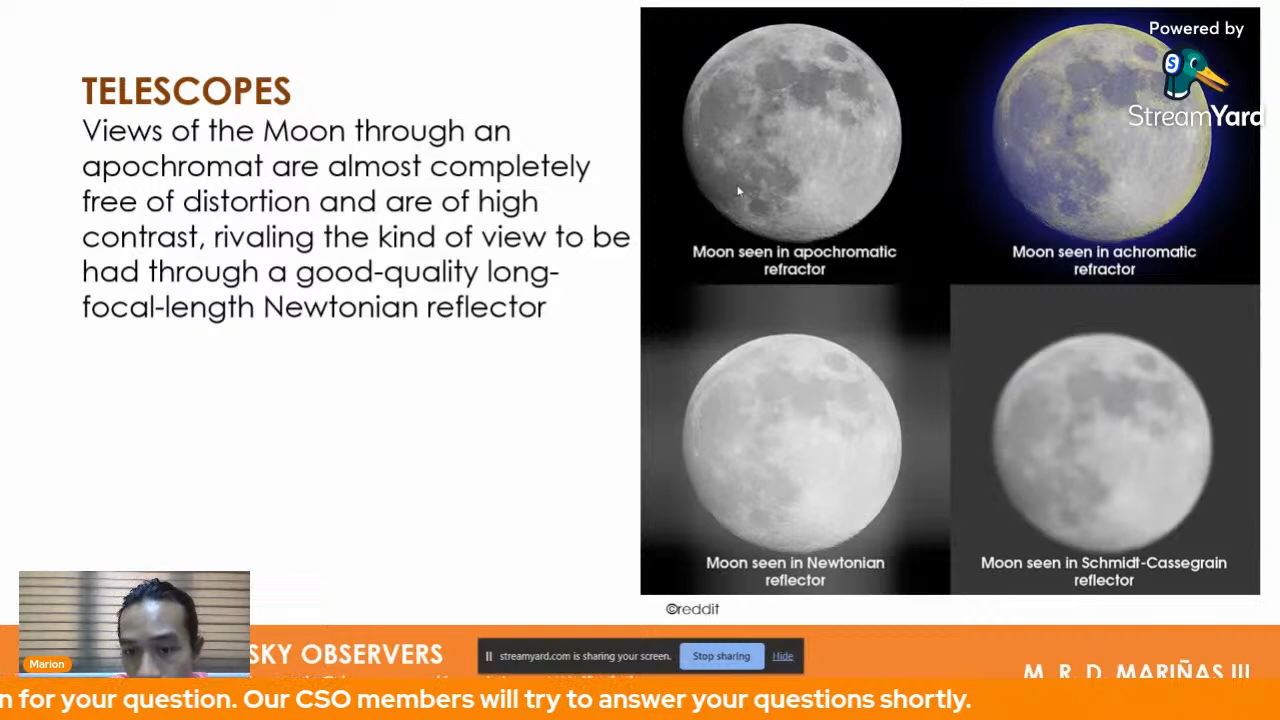 TELESCOPES
Views of the Moon through an
apochromat are almost completely
free of distortion and are of high
contrast, rivaling the kind of view to be
had through a good-quality long-
focal-length Newtonian reflector
Powered by
S
StreamYard
Moon seen in apochromatic
refractor
Moon seen in achromatic
refractor
Moon seen in Newtonian
reflector
Moon seen in Schmidt-Cassegrain
reflector
©reddit
Marion
SKY OBSERVERS
streamyard.com is sharing your screen.
Stop sharing
Hide
M. R. D. MARIÑAS III
n for your question. Our CSO members will try to answer your questions shortly.